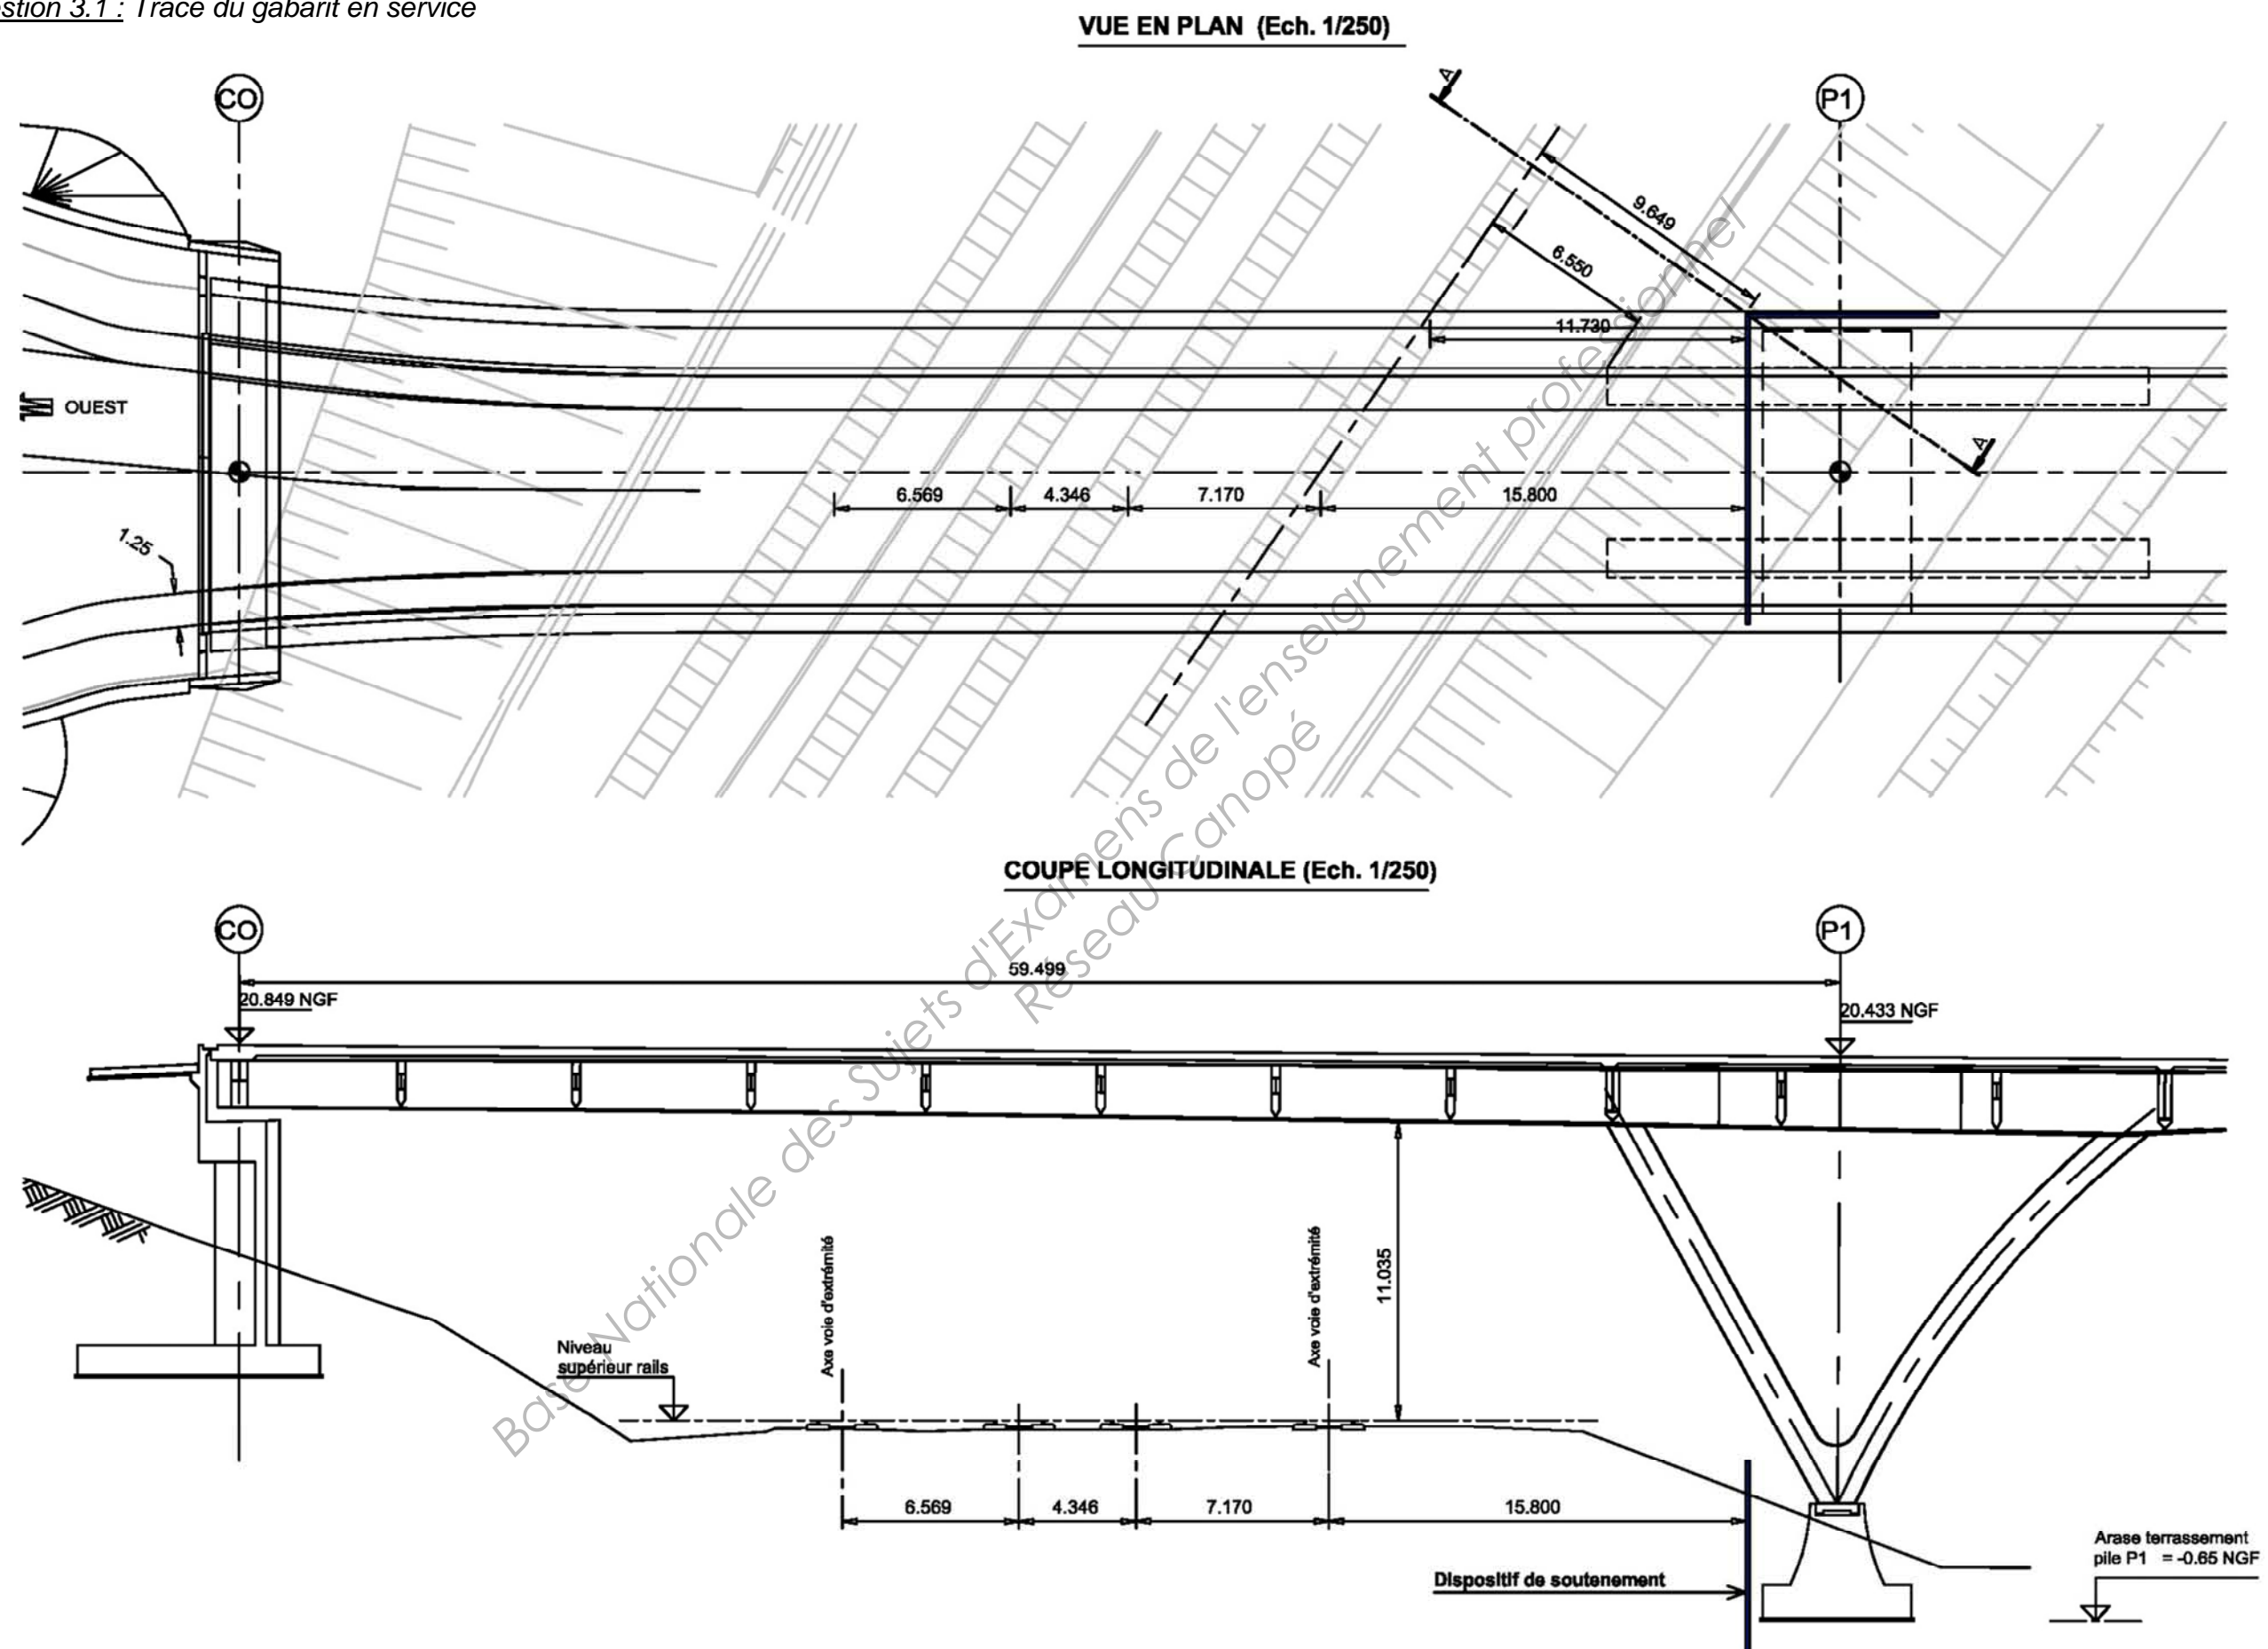 stion 3.1 : Tracé du gabarit en service
VUE EN PLAN (Ech. 1/250)
CO
P1
A
9.649
6.550
11.730
OUEST
A
6.569
4.346
7.170
15.800
1.25
Base Nationale des Sujets d'Examens de l'enseignement professionnel
Réseau Canopé
COUPE LONGITUDINALE (Ech. 1/250)
CO
P1
59.499
20.849 NGF
20.433 NGF
Axe voie d'extrémité
Axe voie d'extrémité
11.035
Niveau
supérieur rails
6.569
4.346
7.170
15.800
Arase terrassement
pile P1 = -0.65 NGF
Dispositif de soutenement